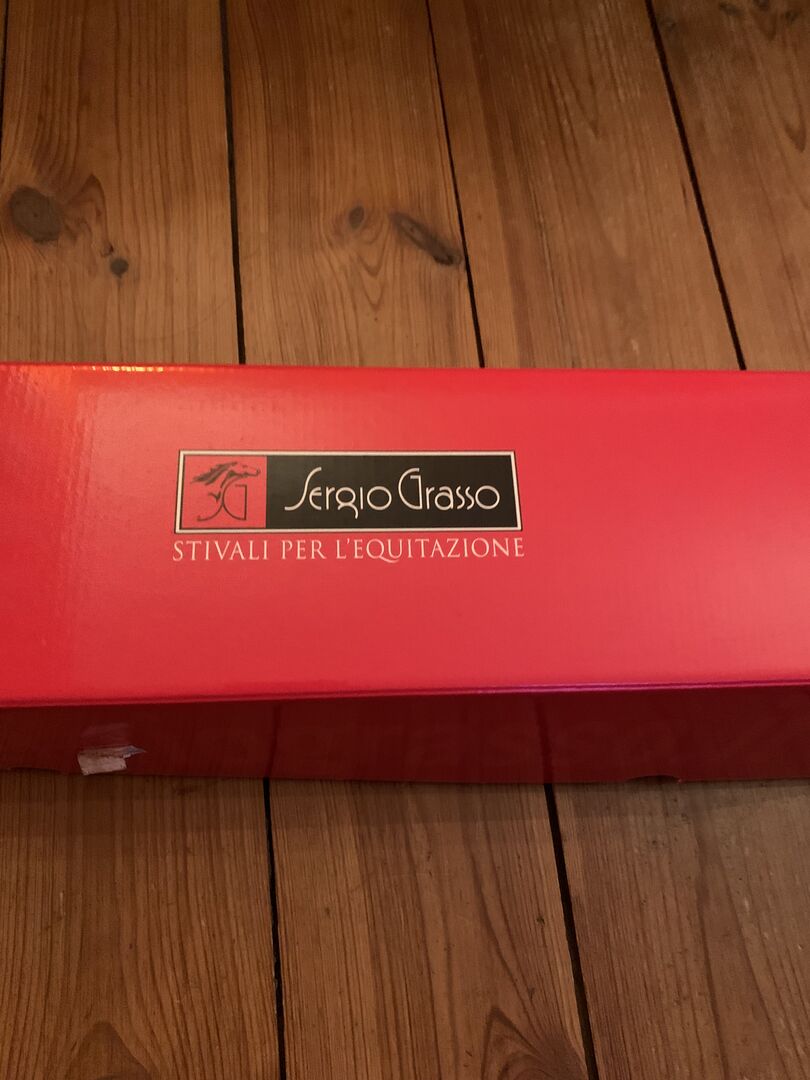 SG Sergio Grasso
STIVALI PER L'EQUITAZIONE